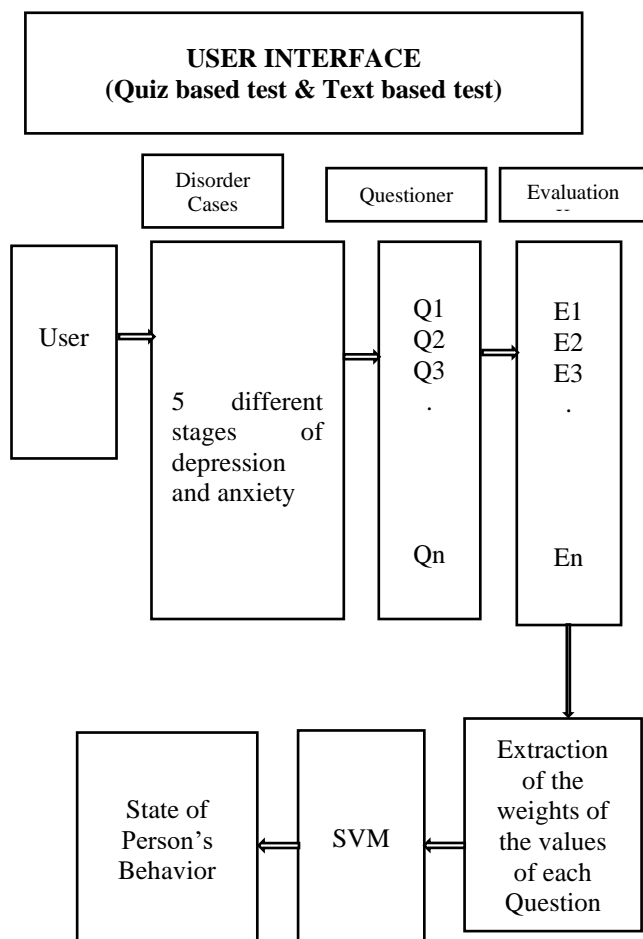 USER INTERFACE
(Quiz based test & Text based test)
Disorder
Cases
Questioner
Evaluation
User
5 different
stages of
depression
and anxiety
Q1
Q2
Q3
.
Qn
E1
E2
E3
.
En
Extraction
of the
weights of
the values
of each
Question
SVM
State of
Person’s
Behavior